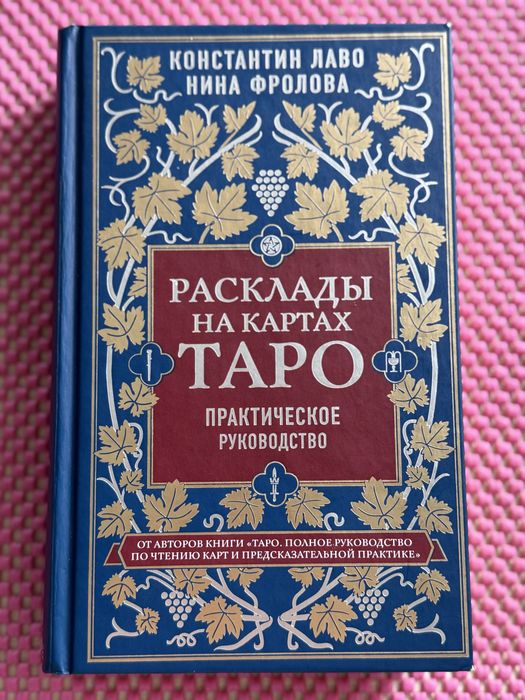 КОНСТАНТИН ЛАВО
НИНА ФРОЛОВА
РАСКЛАДЫ
НА КАРТАХ
ТАРО
ПРАКТИЧЕСКОЕ
РУКОВОДСТВО
ОТ АВТОРОВ КНИГИ «ТАРО. ПОЛНОЕ РУКОВОДСТВО
ПО ЧТЕНИЮ КАРТ И ПРЕДСКАЗАТЕЛЬНОЙ ПРАКТИКЕ»